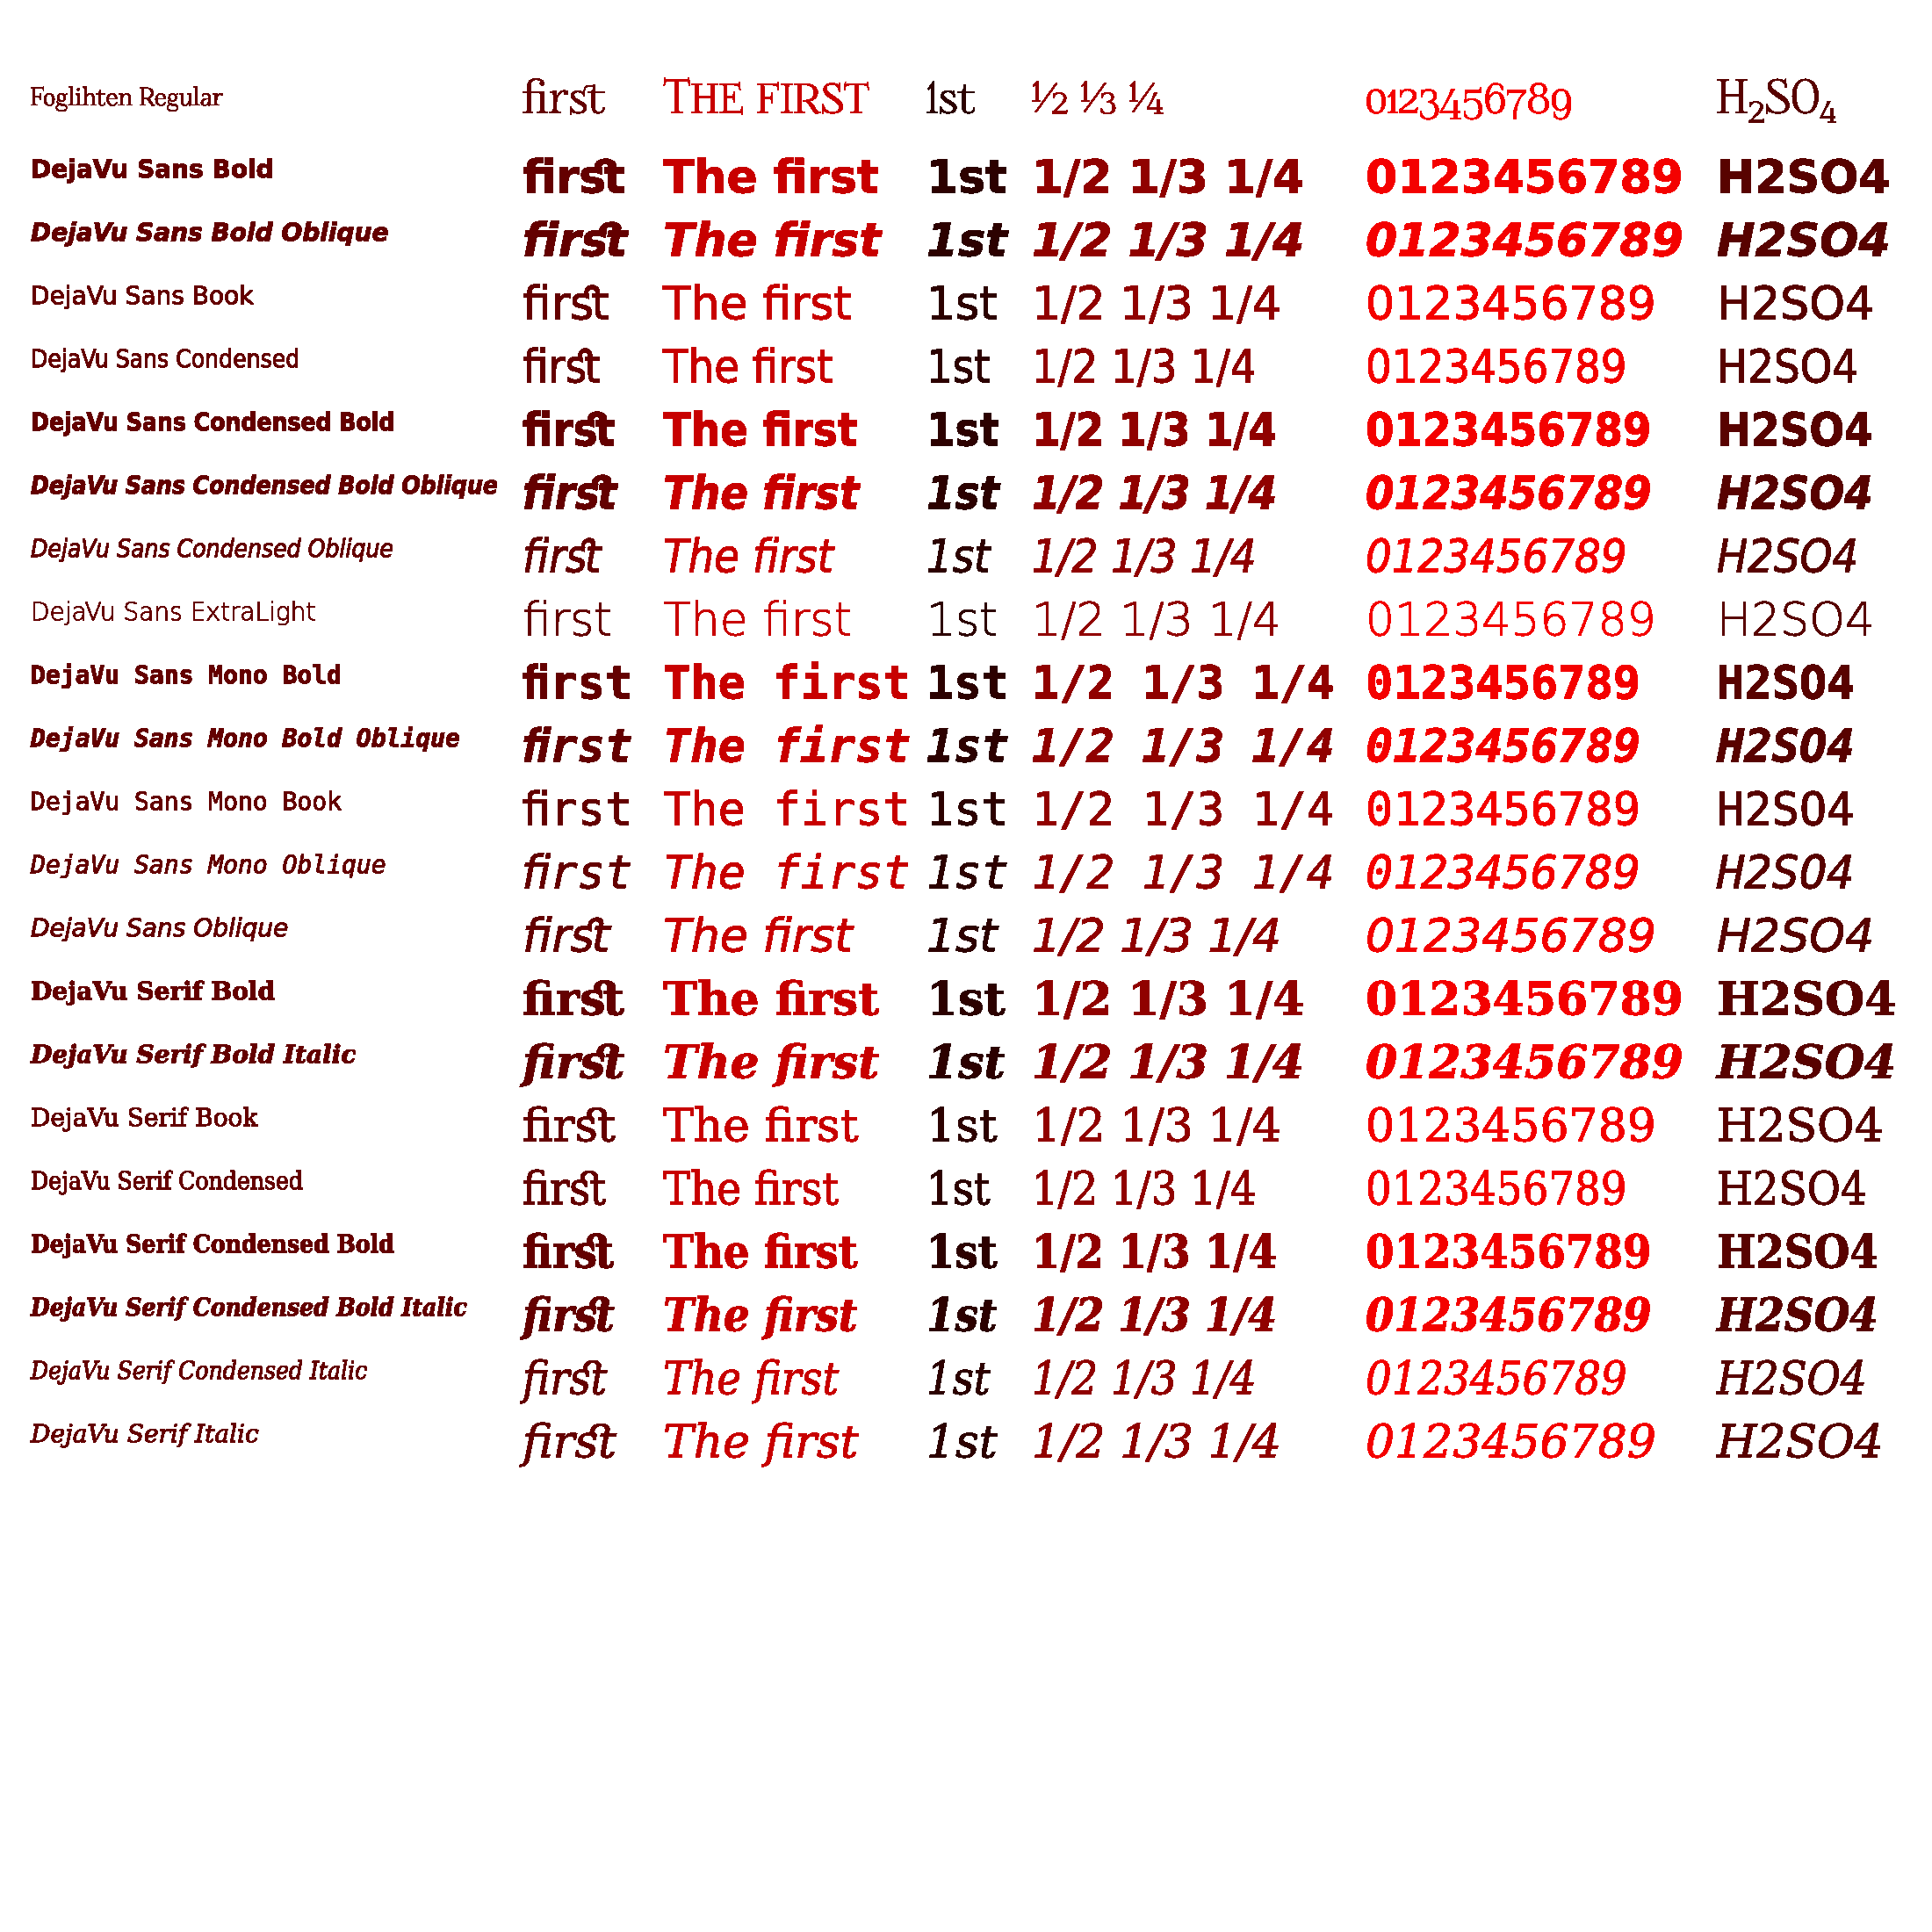 Foglihten Regular first THE FIRST 1st ½ ⅓ ¼ 0123456789 H₂SO₄
DejaVu Sans Bold first The first 1st 1/2 1/3 1/4 0123456789 H2SO4
DejaVu Sans Bold Oblique first The first 1st 1/2 1/3 1/4 0123456789 H2SO4
DejaVu Sans Book first The first 1st 1/2 1/3 1/4 0123456789 H2SO4
DejaVu Sans Condensed first The first 1st 1/2 1/3 1/4 0123456789 H2SO4
DejaVu Sans Condensed Bold first The first 1st 1/2 1/3 1/4 0123456789 H2SO4
DejaVu Sans Condensed Bold Oblique first The first 1st 1/2 1/3 1/4 0123456789 H2SO4
DejaVu Sans Condensed Oblique first The first 1st 1/2 1/3 1/4 0123456789 H2SO4
DejaVu Sans ExtraLight first The first 1st 1/2 1/3 1/4 0123456789 H2SO4
DejaVu Sans Mono Bold first The first 1st 1/2 1/3 1/4 0123456789 H2SO4
DejaVu Sans Mono Bold Oblique first The first 1st 1/2 1/3 1/4 0123456789 H2SO4
DejaVu Sans Mono Book first The first 1st 1/2 1/3 1/4 0123456789 H2SO4
DejaVu Sans Mono Oblique first The first 1st 1/2 1/3 1/4 0123456789 H2SO4
DejaVu Sans Oblique first The first 1st 1/2 1/3 1/4 0123456789 H2SO4
DejaVu Serif Bold first The first 1st 1/2 1/3 1/4 0123456789 H2SO4
DejaVu Serif Bold Italic first The first 1st 1/2 1/3 1/4 0123456789 H2SO4
DejaVu Serif Book first The first 1st 1/2 1/3 1/4 0123456789 H2SO4
DejaVu Serif Condensed first The first 1st 1/2 1/3 1/4 0123456789 H2SO4
DejaVu Serif Condensed Bold first The first 1st 1/2 1/3 1/4 0123456789 H2SO4
DejaVu Serif Condensed Bold Italic first The first 1st 1/2 1/3 1/4 0123456789 H2SO4
DejaVu Serif Condensed Italic first The first 1st 1/2 1/3 1/4 0123456789 H2SO4
DejaVu Serif Italic first The first 1st 1/2 1/3 1/4 0123456789 H2SO4